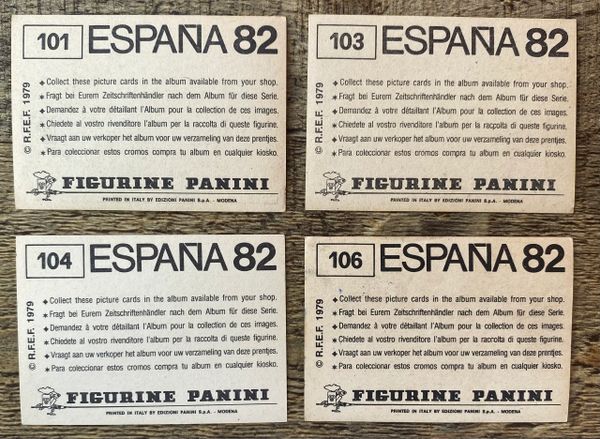 101 ESPAÑA 82
© R.F.E.F. 1979
✦ Collect these picture cards in the album available from your shop.
✶ Fragt bei Eurem Zeitschriftenhändler nach dem Album für diese Serie.
✦ Demandez à votre détaillant l'Album pour la collection de ces images.
✶ Chiedete al vostro rivenditore l'album per la raccolta di queste figurine.
✦ Vraagt aan uw verkoper het album voor uw verzameling van deze prentjes.
✶ Para coleccionar estos cromos compra tu album en cualquier kiosko.
FIGURINE PANINI
PRINTED IN ITALY BY EDIZIONI PANINI S.p.A. - MODENA
103 ESPAÑA 82
© R.F.E.F. 1979
✦ Collect these picture cards in the album available from your shop.
✶ Fragt bei Eurem Zeitschriftenhändler nach dem Album für diese Serie.
✦ Demandez à votre détaillant l'Album pour la collection de ces images.
✶ Chiedete al vostro rivenditore l'album per la raccolta di queste figurine.
✦ Vraagt aan uw verkoper het album voor uw verzameling van deze prentjes.
✶ Para coleccionar estos cromos compra tu album en cualquier kiosko.
FIGURINE PANINI
PRINTED IN ITALY BY EDIZIONI PANINI S.p.A. - MODENA
104 ESPAÑA 82
© R.F.E.F. 1979
✦ Collect these picture cards in the album available from your shop.
✶ Fragt bei Eurem Zeitschriftenhändler nach dem Album für diese Serie.
✦ Demandez à votre détaillant l'Album pour la collection de ces images.
✶ Chiedete al vostro rivenditore l'album per la raccolta di queste figurine.
✦ Vraagt aan uw verkoper het album voor uw verzameling van deze prentjes.
✶ Para coleccionar estos cromos compra tu album en cualquier kiosko.
FIGURINE PANINI
PRINTED IN ITALY BY EDIZIONI PANINI S.p.A. - MODENA
106 ESPAÑA 82
© R.F.E.F. 1979
✦ Collect these picture cards in the album available from your shop.
✶ Fragt bei Eurem Zeitschriftenhändler nach dem Album für diese Serie.
✦ Demandez à votre détaillant l'Album pour la collection de ces images.
✶ Chiedete al vostro rivenditore l'album per la raccolta di queste figurine.
✦ Vraagt aan uw verkoper het album voor uw verzameling van deze prentjes.
✶ Para coleccionar estos cromos compra tu album en cualquier kiosko.
FIGURINE PANINI
PRINTED IN ITALY BY EDIZIONI PANINI S.p.A. - MODENA